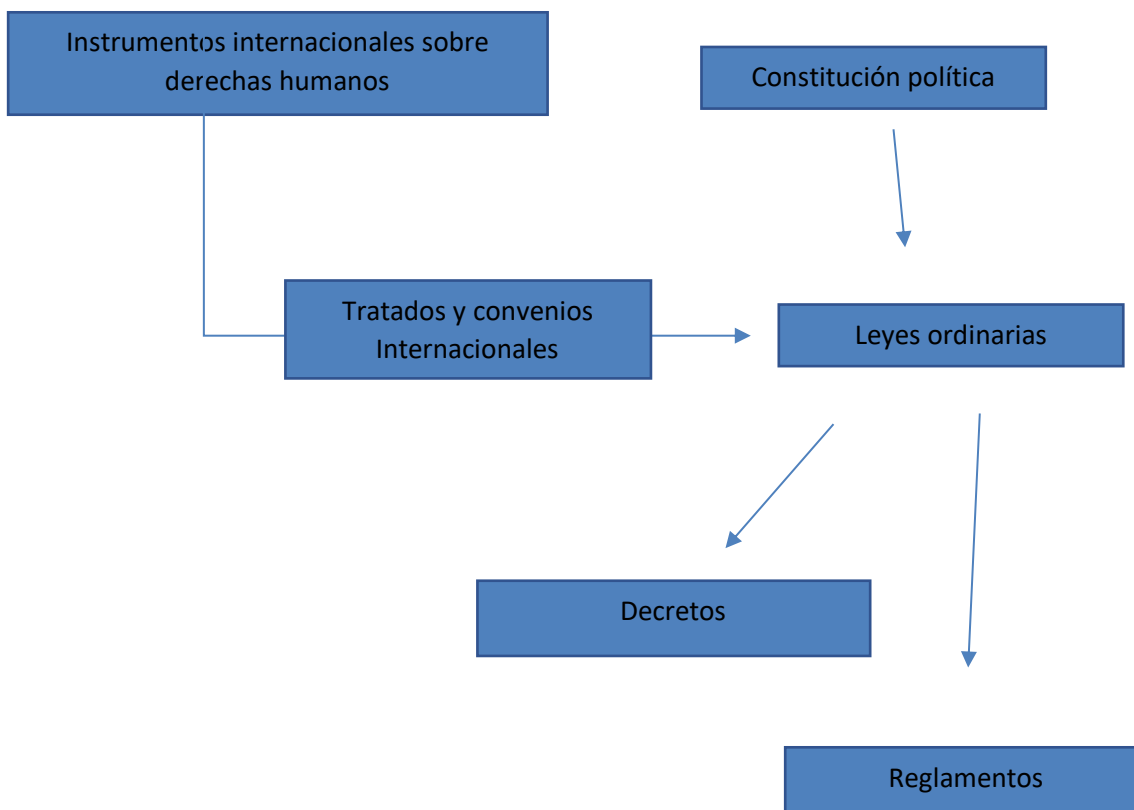 Instrumentos internacionales sobre
derechas humanos
Constitución política
Tratados y convenios
Internacionales
Leyes ordinarias
Decretos
Reglamentos